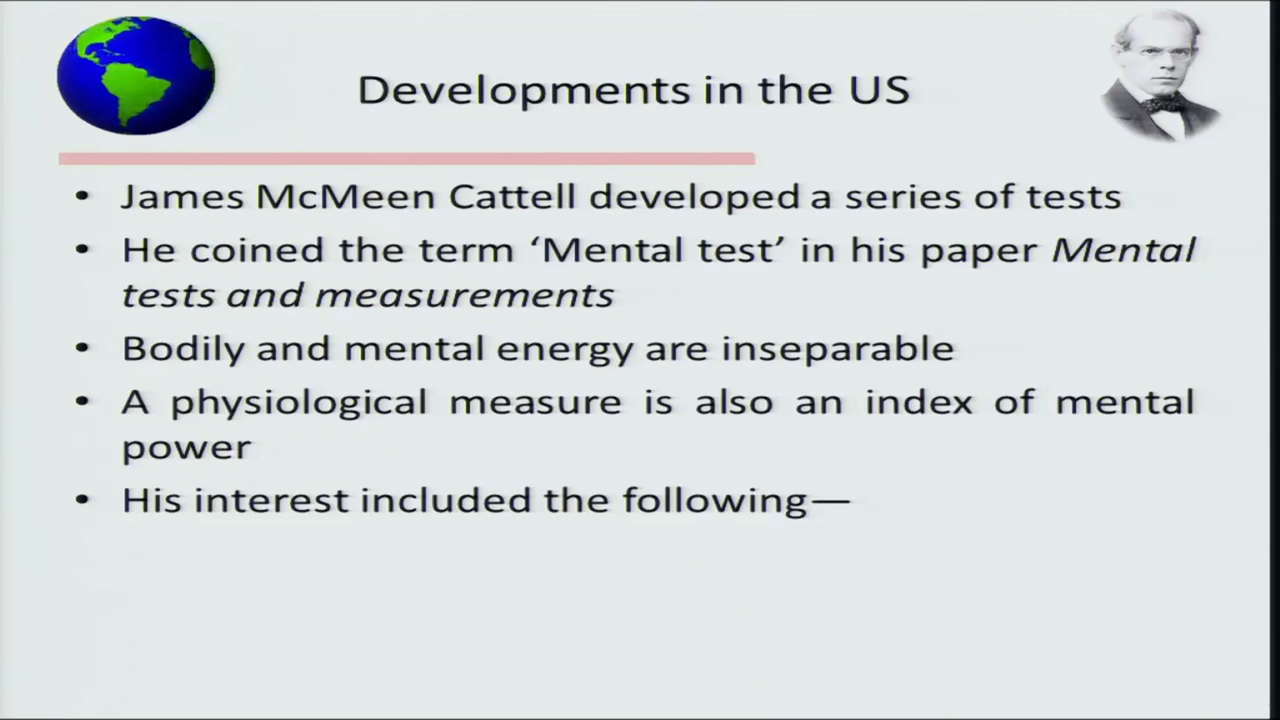 Developments in the US
• James McMeen Cattell developed a series of tests
• He coined the term ‘Mental test’ in his paper Mental
tests and measurements
• Bodily and mental energy are inseparable
• A physiological measure is also an index of mental
power
• His interest included the following—